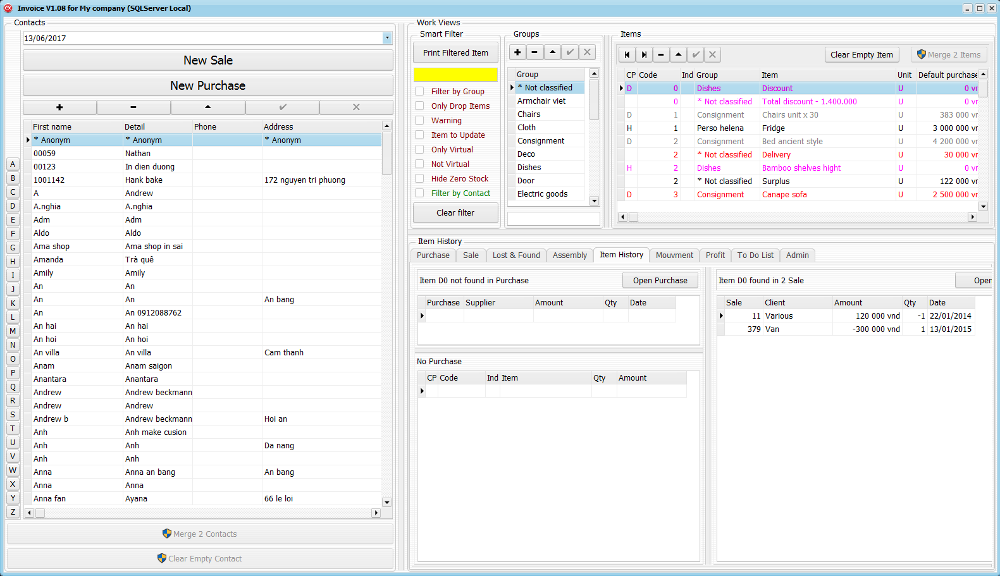 Invoice V1.08 for My company (SQLServer Local)
Contacts
13/06/2017
New Sale
New Purchase
First name Detail Phone Address
* Anonym * Anonym * Anonym
00059 Nathan
00123 In dien duong
1001142 Hank bake 172 nguyen tri phuong
A Andrew
A.nghia A.nghia
Adm Adm
Aldo Aldo
Ama shop Ama shop in sai
Amanda Trà quê
Amily Amily
An An
An An An bang
An An 0912088762
An hai An hai
An hoi An hoi
An villa An villa Cam thanh
Anam Anam saigon
Anantara Anantara
Andrew Andrew beckmann
Andrew Andrew
Andrew b Andrew beckmann Hoi an
Anh Anh make cusion
Anh Anh Da nang
Anh Anh
Anna Anna an bang An bang
Anna Anna
Anna fan Ayana 66 le loi
A
B
C
D
E
F
G
H
I
J
K
L
M
N
O
P
Q
R
S
T
U
V
W
X
Y
Z
Merge 2 Contacts
Clear Empty Contact
Work Views
Smart Filter
Print Filtered Item
Filter by Group
Only Drop Items
Warning
Item to Update
Only Virtual
Not Virtual
Hide Zero Stock
Filter by Contact
Clear filter
Groups
Group
* Not classified
Armchair viet
Chairs
Cloth
Consignment
Deco
Dishes
Door
Electric goods
Items
Clear Empty Item
Merge 2 Items
CP Code Ind Group Item Unit Default purchase
D 0 Dishes Discount U 0 vr
0 * Not classified Total discount - 1.400.000 U 0 vr
D 1 Consignment Chairs unit x 30 U 383 000 vr
H 1 Perso helena Fridge U 3 000 000 vr
D 2 Consignment Bed ancient style U 4 200 000 vr
2 * Not classified Delivery U 30 000 vr
H 2 Dishes Bamboo shelves hight U 0 vr
2 * Not classified Surplus U 122 000 vr
D 3 Consignment Canape sofa U 2 500 000 vr
Item History
Purchase Sale Lost & Found Assembly Item History Mouvment Profit To Do List Admin
Item D0 not found in Purchase
Open Purchase
Purchase Supplier Amount Qty Date
No Purchase
CP Code Ind Item Qty Amount
Item D0 found in 2 Sale
Oper
Sale Client Amount Qty Date
11 Various 120 000 vnd -1 22/01/2014
379 Van -300 000 vnd 1 13/01/2015